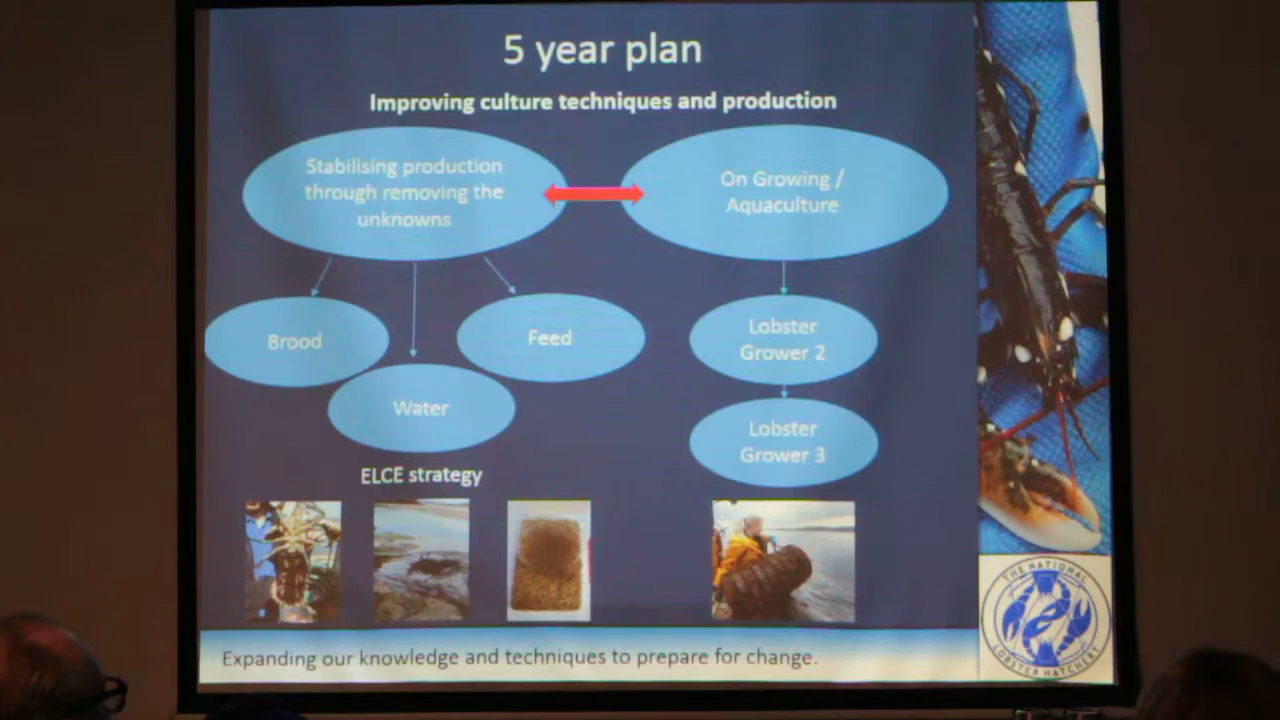 5 year plan
Improving culture techniques and production
Stabilising production
through removing the
unknowns
On Growing /
Aquaculture
Brood
Feed
Water
Lobster
Grower 2
Lobster
Grower 3
ELCE strategy
Expanding our knowledge and techniques to prepare for change.
THE NATIONAL
LOBSTER HATCHERY